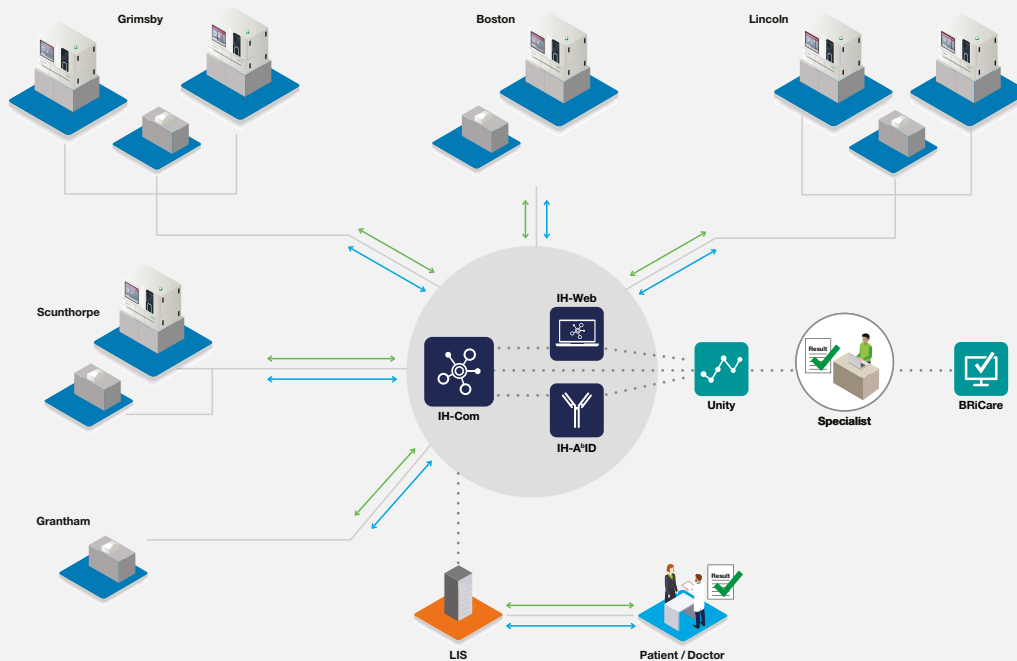 Grimsby
Boston
Lincoln
Scunthorpe
IH-Web
Result
IH-Com
Unity
Specialist
BRiCare
IH-AᵇID
Grantham
Result
LIS
Patient / Doctor